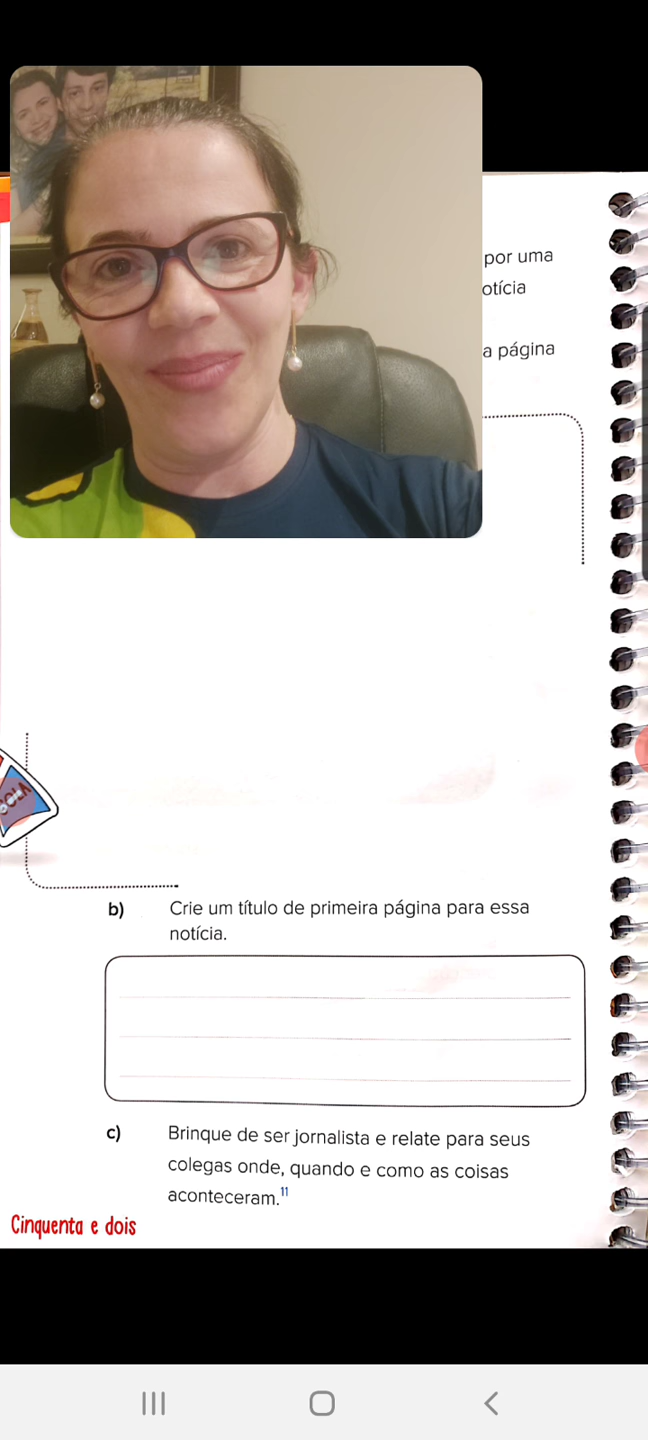 por uma
otícia
a página
COLA
b) Crie um título de primeira página para essa
notícia.
c) Brinque de ser jornalista e relate para seus
colegas onde, quando e como as coisas
aconteceram.¹¹
Cinquenta e dois